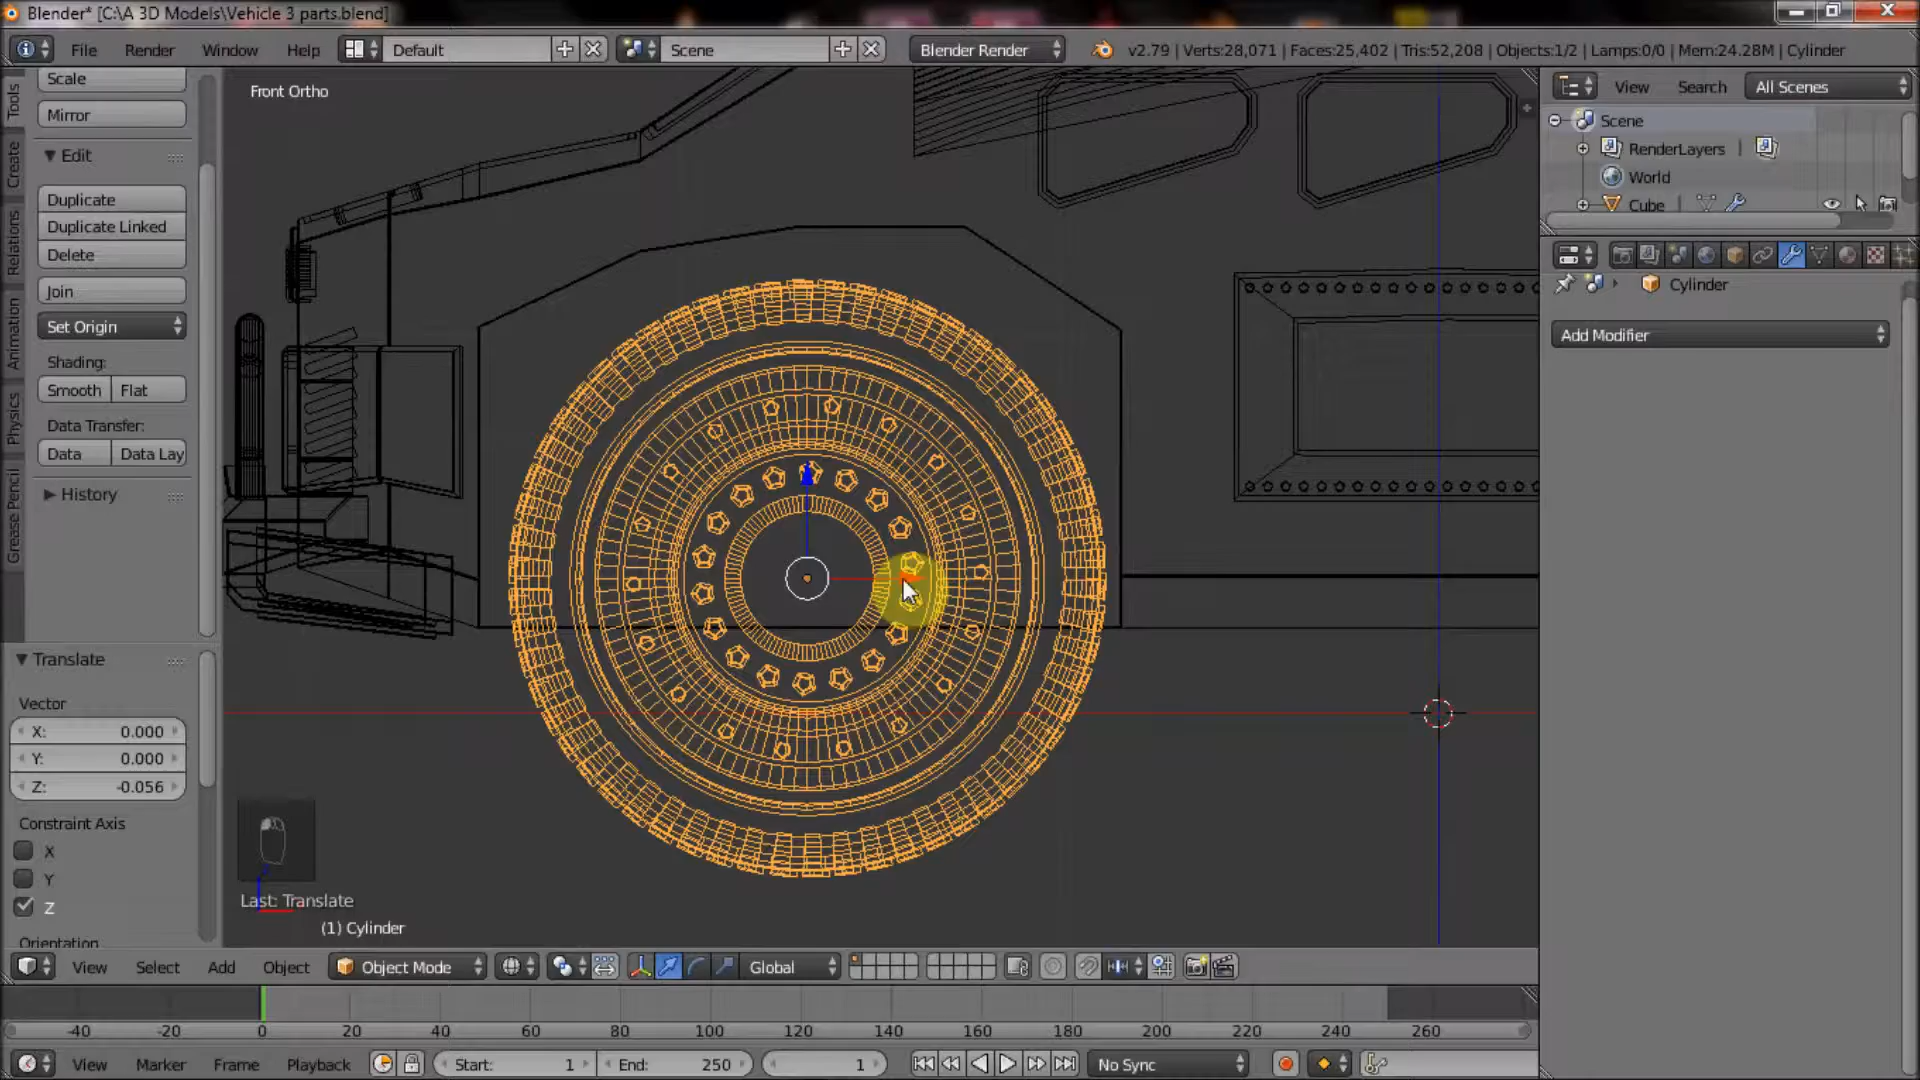 Blender* [C:\A 3D Models\Vehicle 3 parts.blend]
File Render Window Help Default Scene Blender Render v2.79 | Verts:28,071 | Faces:25,402 | Tris:52,208 | Objects:1/2 | Lamps:0/0 | Mem:24.28M | Cylinder
Scale
Mirror
Edit
Duplicate
Duplicate Linked
Delete
Join
Set Origin
Shading:
Smooth Flat
Data Transfer:
Data Data Lay
History
Tools
Create
Relations
Animation
Physics
Grease Pencil
Translate
Vector
X: 0.000
Y: 0.000
Z: -0.056
Constraint Axis
X
Y
Z
Orientation
Front Ortho
Last: Translate
(1) Cylinder
View Search All Scenes
Scene
RenderLayers
World
Cube
Cylinder
Add Modifier
View Select Add Object Object Mode Global
-40 -20 0 20 40 60 80 100 120 140 160 180 200 220 240 260
View Marker Frame Playback Start: 1 End: 250 1 No Sync